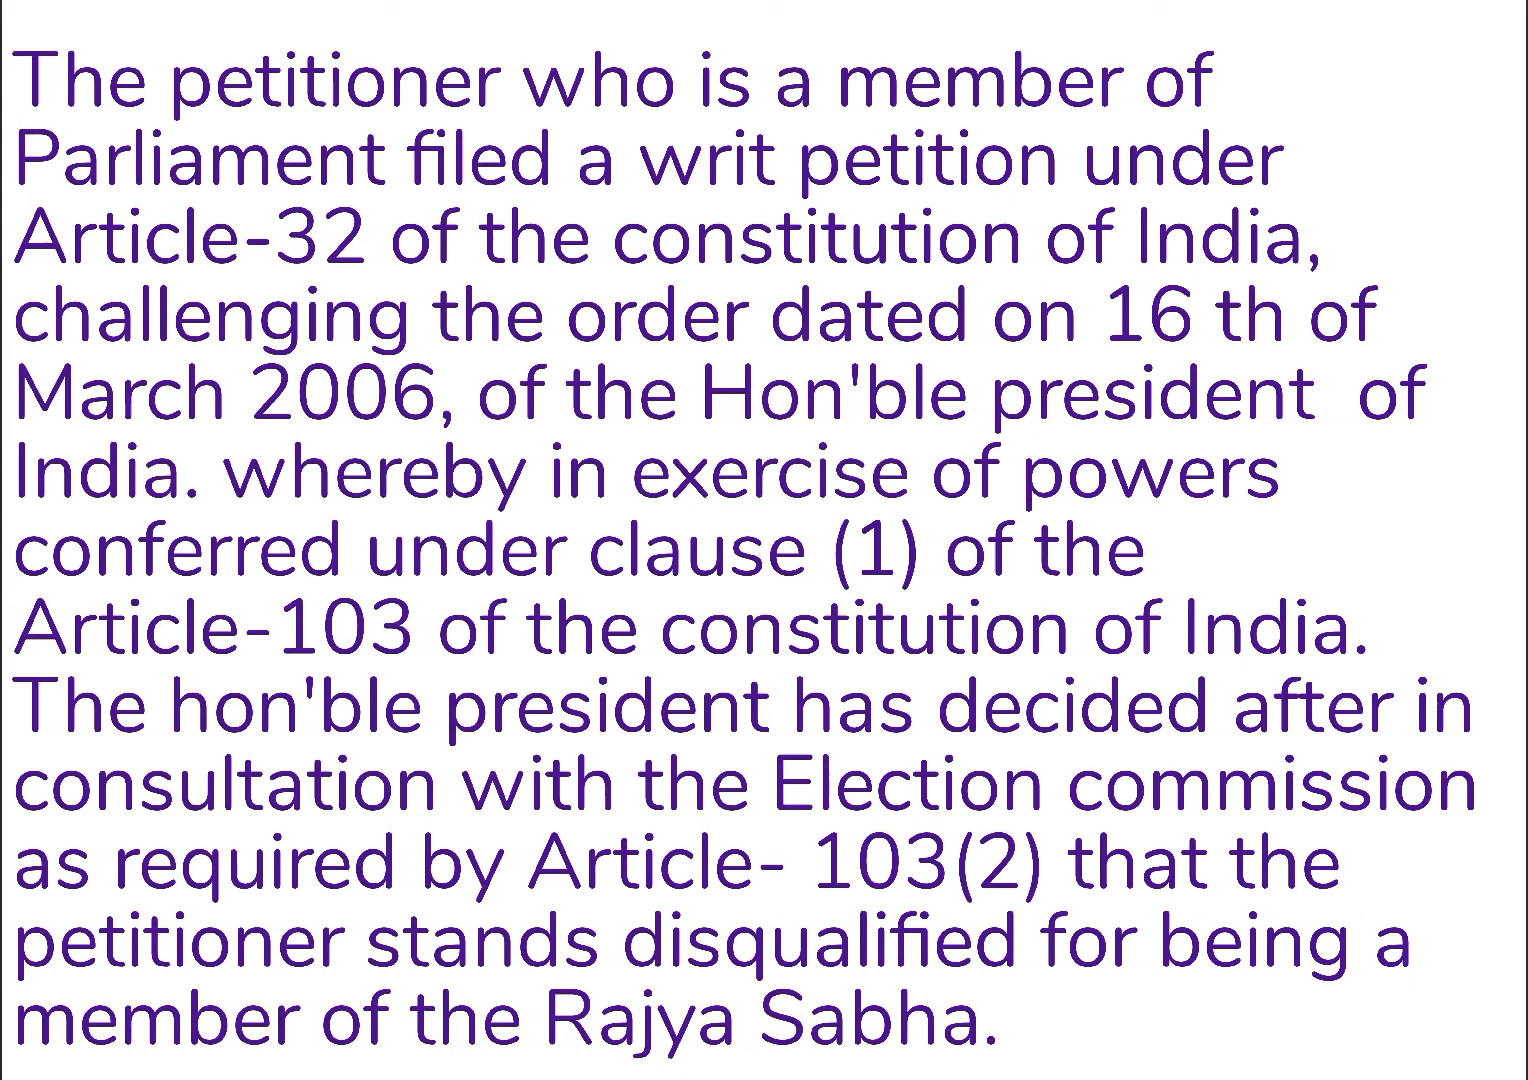 The petitioner who is a member of
Parliament filed a writ petition under
Article-32 of the constitution of India,
challenging the order dated on 16 th of
March 2006, of the Hon'ble president  of
India. whereby in exercise of powers
conferred under clause (1) of the
Article-103 of the constitution of India.
The hon'ble president has decided after in
consultation with the Election commission
as required by Article- 103(2) that the
petitioner stands disqualified for being a
member of the Rajya Sabha.